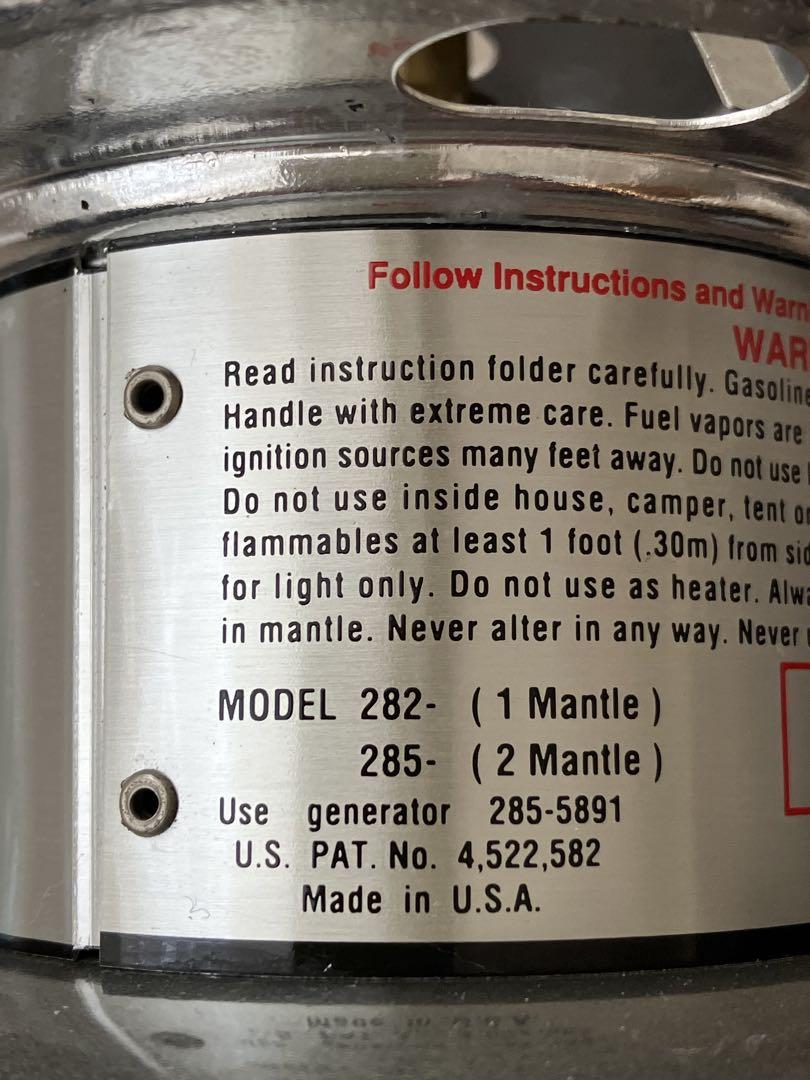 Follow Instructions and Warn
WAR
Read instruction folder carefully. Gasoline
Handle with extreme care. Fuel vapors are
ignition sources many feet away. Do not use
Do not use inside house, camper, tent or
flammables at least 1 foot (.30m) from sid
for light only. Do not use as heater. Alwa
in mantle. Never alter in any way. Never
MODEL 282- ( 1 Mantle )
285- ( 2 Mantle )
Use generator 285-5891
U.S. PAT. No. 4,522,582
Made in U.S.A.